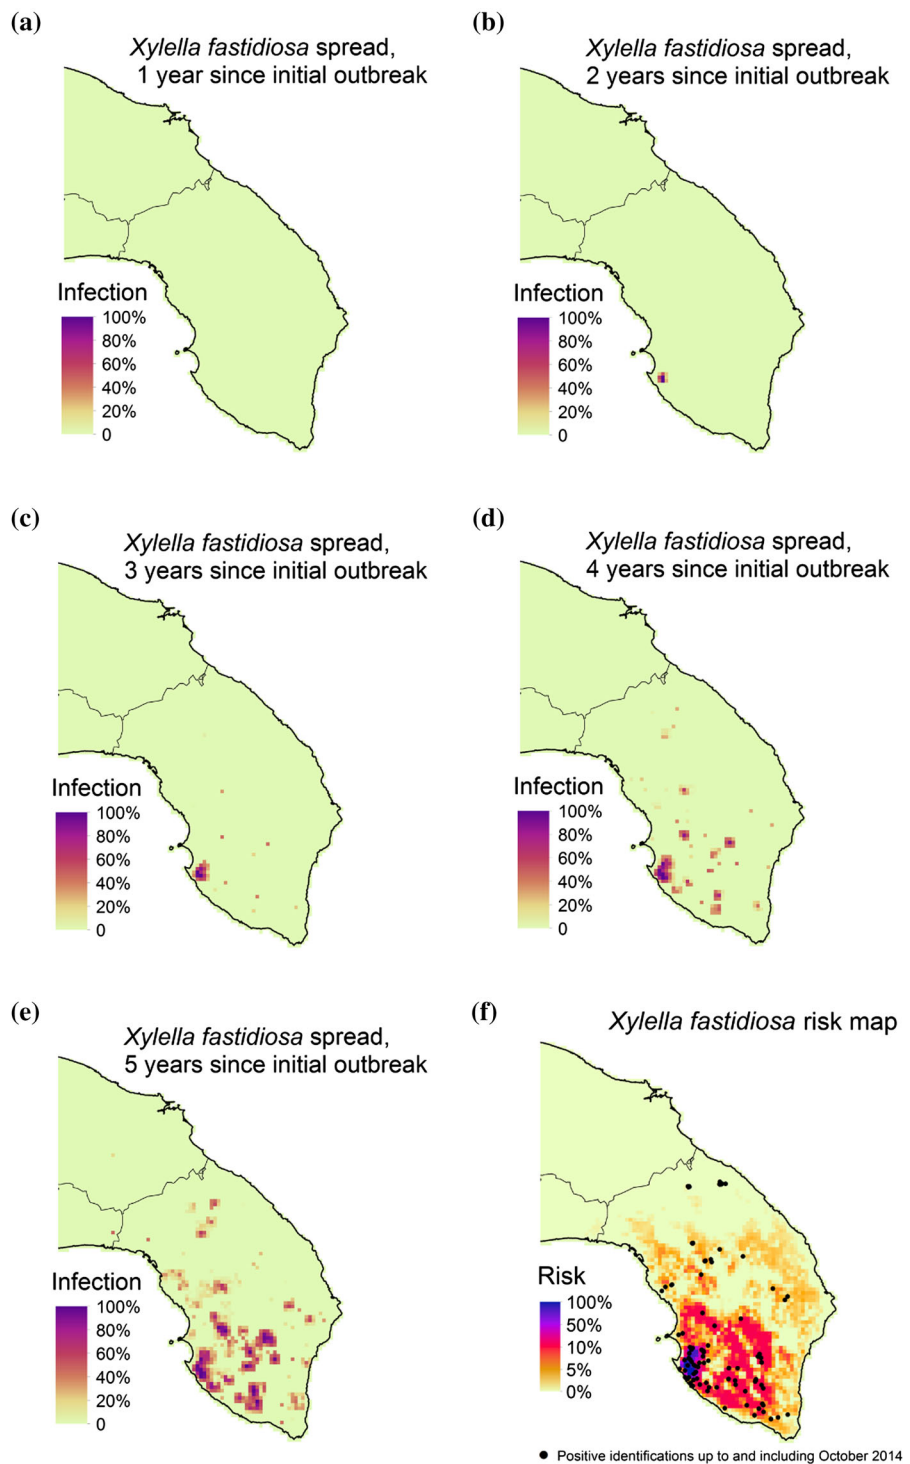 (a)
Xylella fastidiosa spread,
1 year since initial outbreak
Infection
100%
80%
60%
40%
20%
0
(b)
Xylella fastidiosa spread,
2 years since initial outbreak
Infection
100%
80%
60%
40%
20%
0
(c)
Xylella fastidiosa spread,
3 years since initial outbreak
Infection
100%
80%
60%
40%
20%
0
(d)
Xylella fastidiosa spread,
4 years since initial outbreak
Infection
100%
80%
60%
40%
20%
0
(e)
Xylella fastidiosa spread,
5 years since initial outbreak
Infection
100%
80%
60%
40%
20%
0
(f)
Xylella fastidiosa risk map
Risk
100%
50%
10%
5%
0%
Positive identifications up to and including October 2014